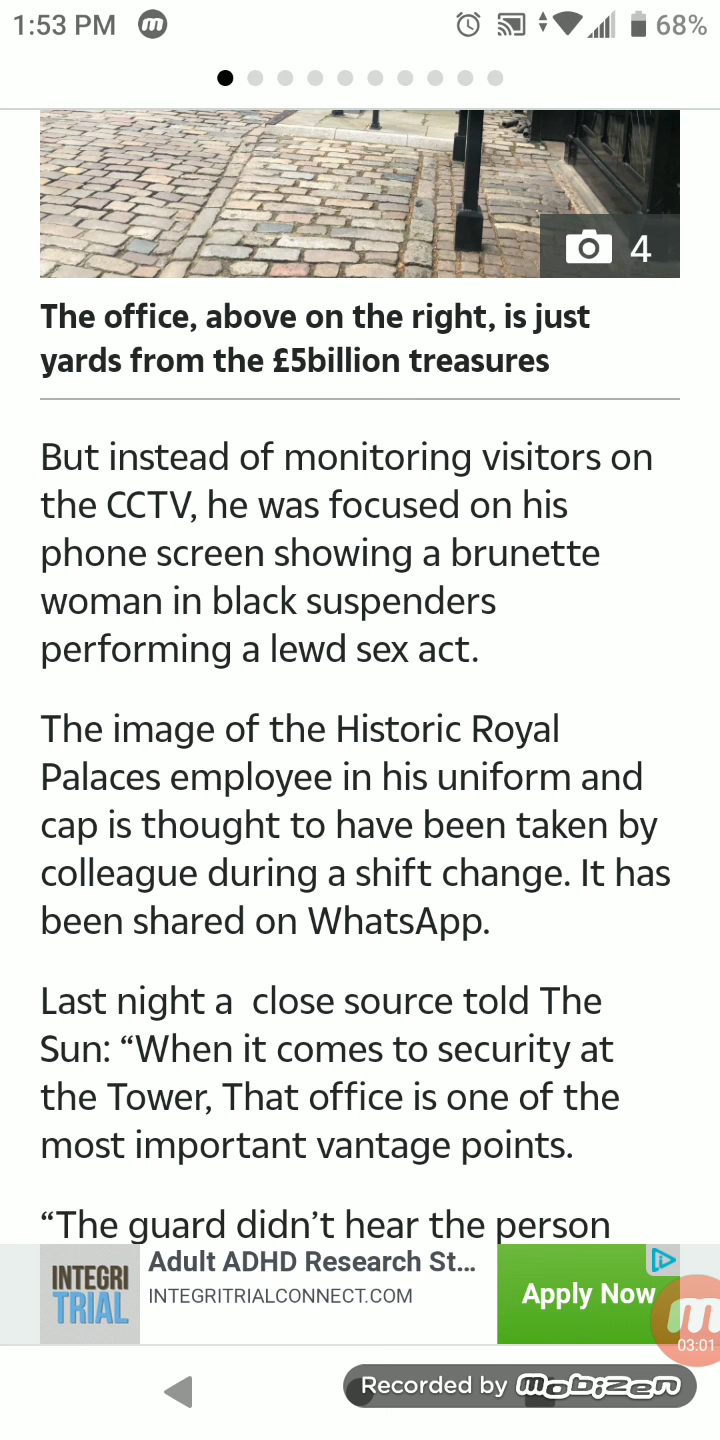 1:53 PM m 68%
4
The office, above on the right, is just
yards from the £5billion treasures
But instead of monitoring visitors on
the CCTV, he was focused on his
phone screen showing a brunette
woman in black suspenders
performing a lewd sex act.
The image of the Historic Royal
Palaces employee in his uniform and
cap is thought to have been taken by
colleague during a shift change. It has
been shared on WhatsApp.
Last night a  close source told The
Sun: “When it comes to security at
the Tower, That office is one of the
most important vantage points.
“The guard didn’t hear the person
INTEGRI
TRIAL
Adult ADHD Research St...
INTEGRITRIALCONNECT.COM
Apply Now
m
03:01
Recorded by mobizen